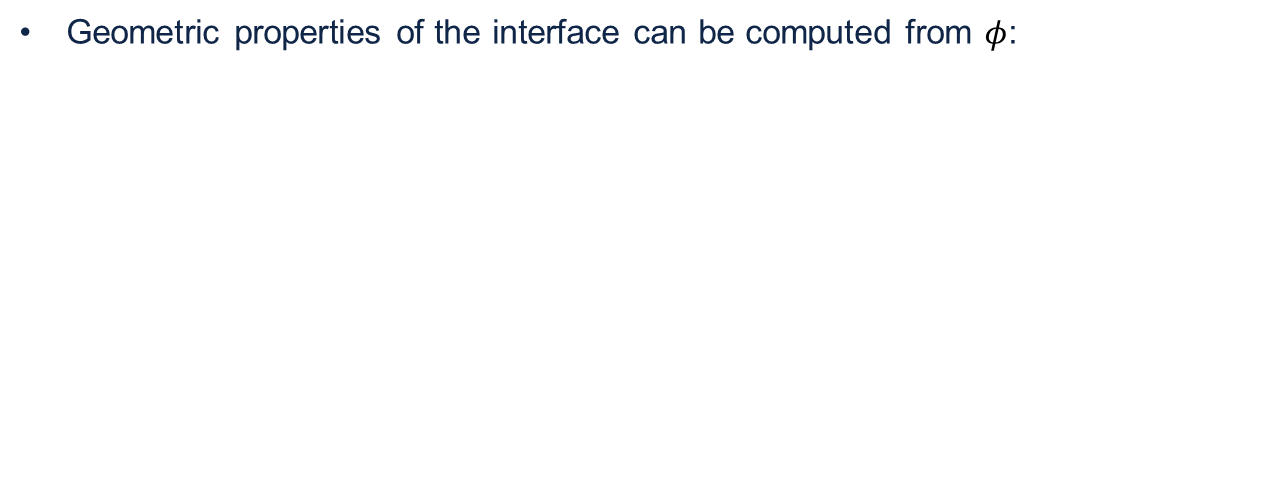 • Geometric properties of the interface can be computed from 𝜙: